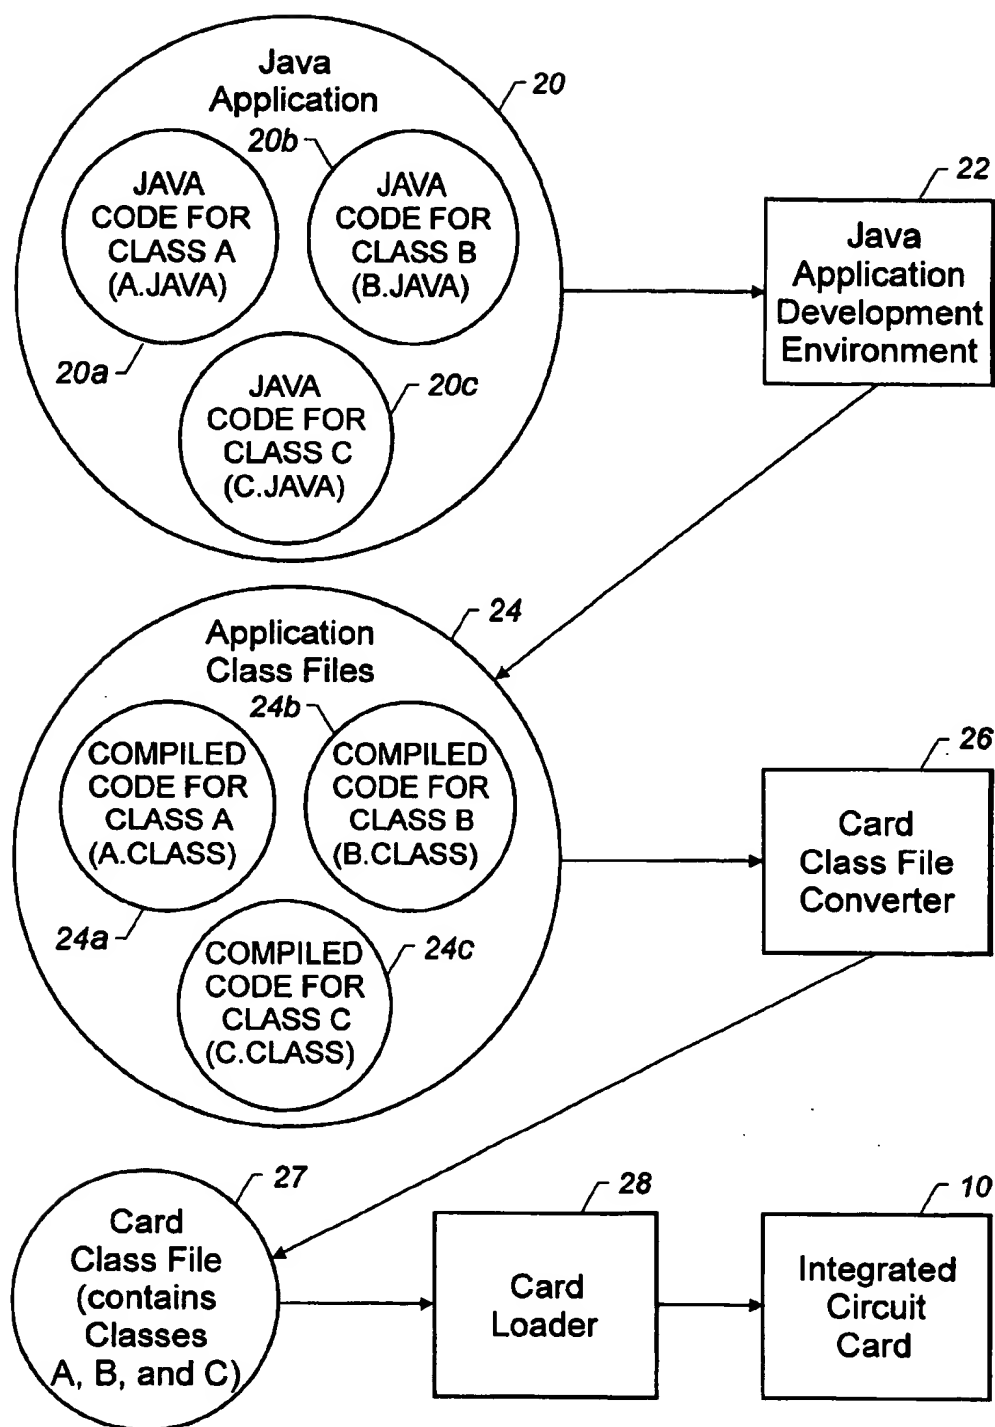 Java
Application
20
20b
JAVA
CODE FOR
CLASS A
(A.JAVA)
JAVA
CODE FOR
CLASS B
(B.JAVA)
20a
JAVA
CODE FOR
CLASS C
(C.JAVA)
20c
22
Java
Application
Development
Environment
24
Application
Class Files
24b
COMPILED
CODE FOR
CLASS A
(A.CLASS)
COMPILED
CODE FOR
CLASS B
(B.CLASS)
24a
COMPILED
CODE FOR
CLASS C
(C.CLASS)
24c
26
Card
Class File
Converter
27
Card
Class File
(contains
Classes
A, B, and C)
28
Card
Loader
10
Integrated
Circuit
Card